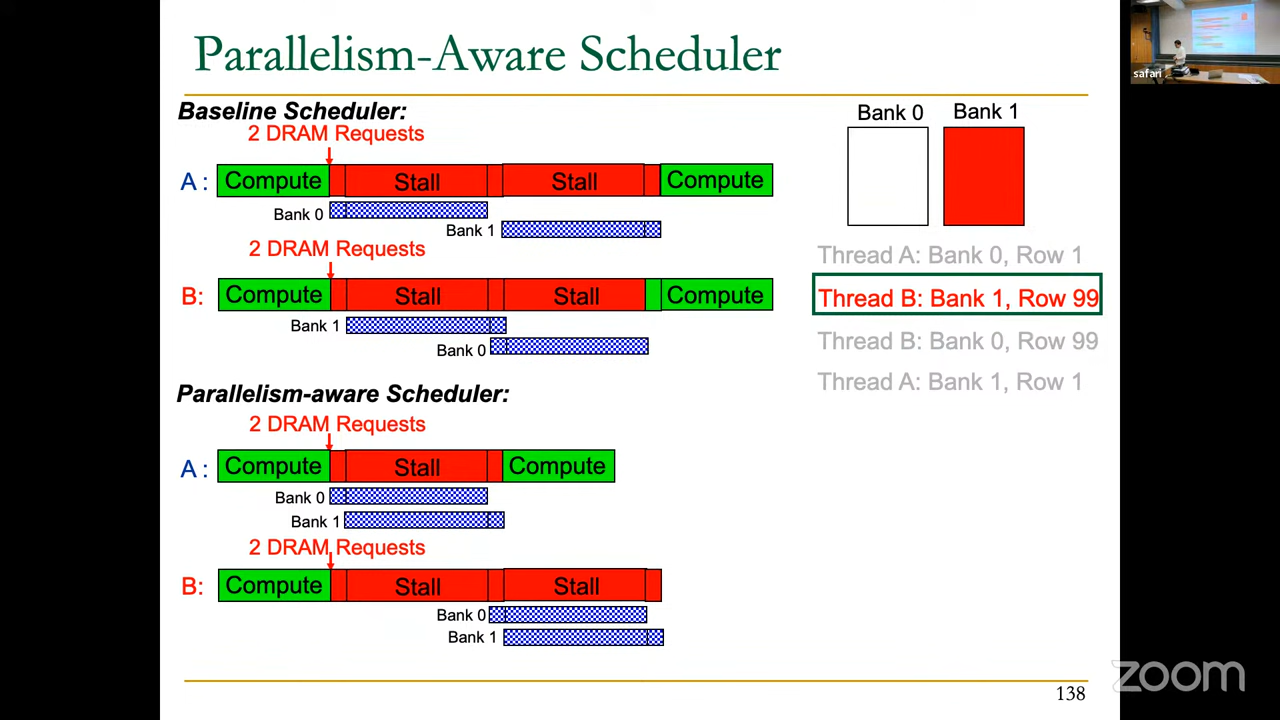 Parallelism-Aware Scheduler
safari
Baseline Scheduler:
2 DRAM Requests
A : Compute Stall Stall Compute
Bank 0
Bank 1
2 DRAM Requests
B: Compute Stall Stall Compute
Bank 1
Bank 0
Parallelism-aware Scheduler:
2 DRAM Requests
A : Compute Stall Compute
Bank 0
Bank 1
2 DRAM Requests
B: Compute Stall Stall
Bank 0
Bank 1
Bank 0 Bank 1
Thread A: Bank 0, Row 1
Thread B: Bank 1, Row 99
Thread B: Bank 0, Row 99
Thread A: Bank 1, Row 1
138
zoom